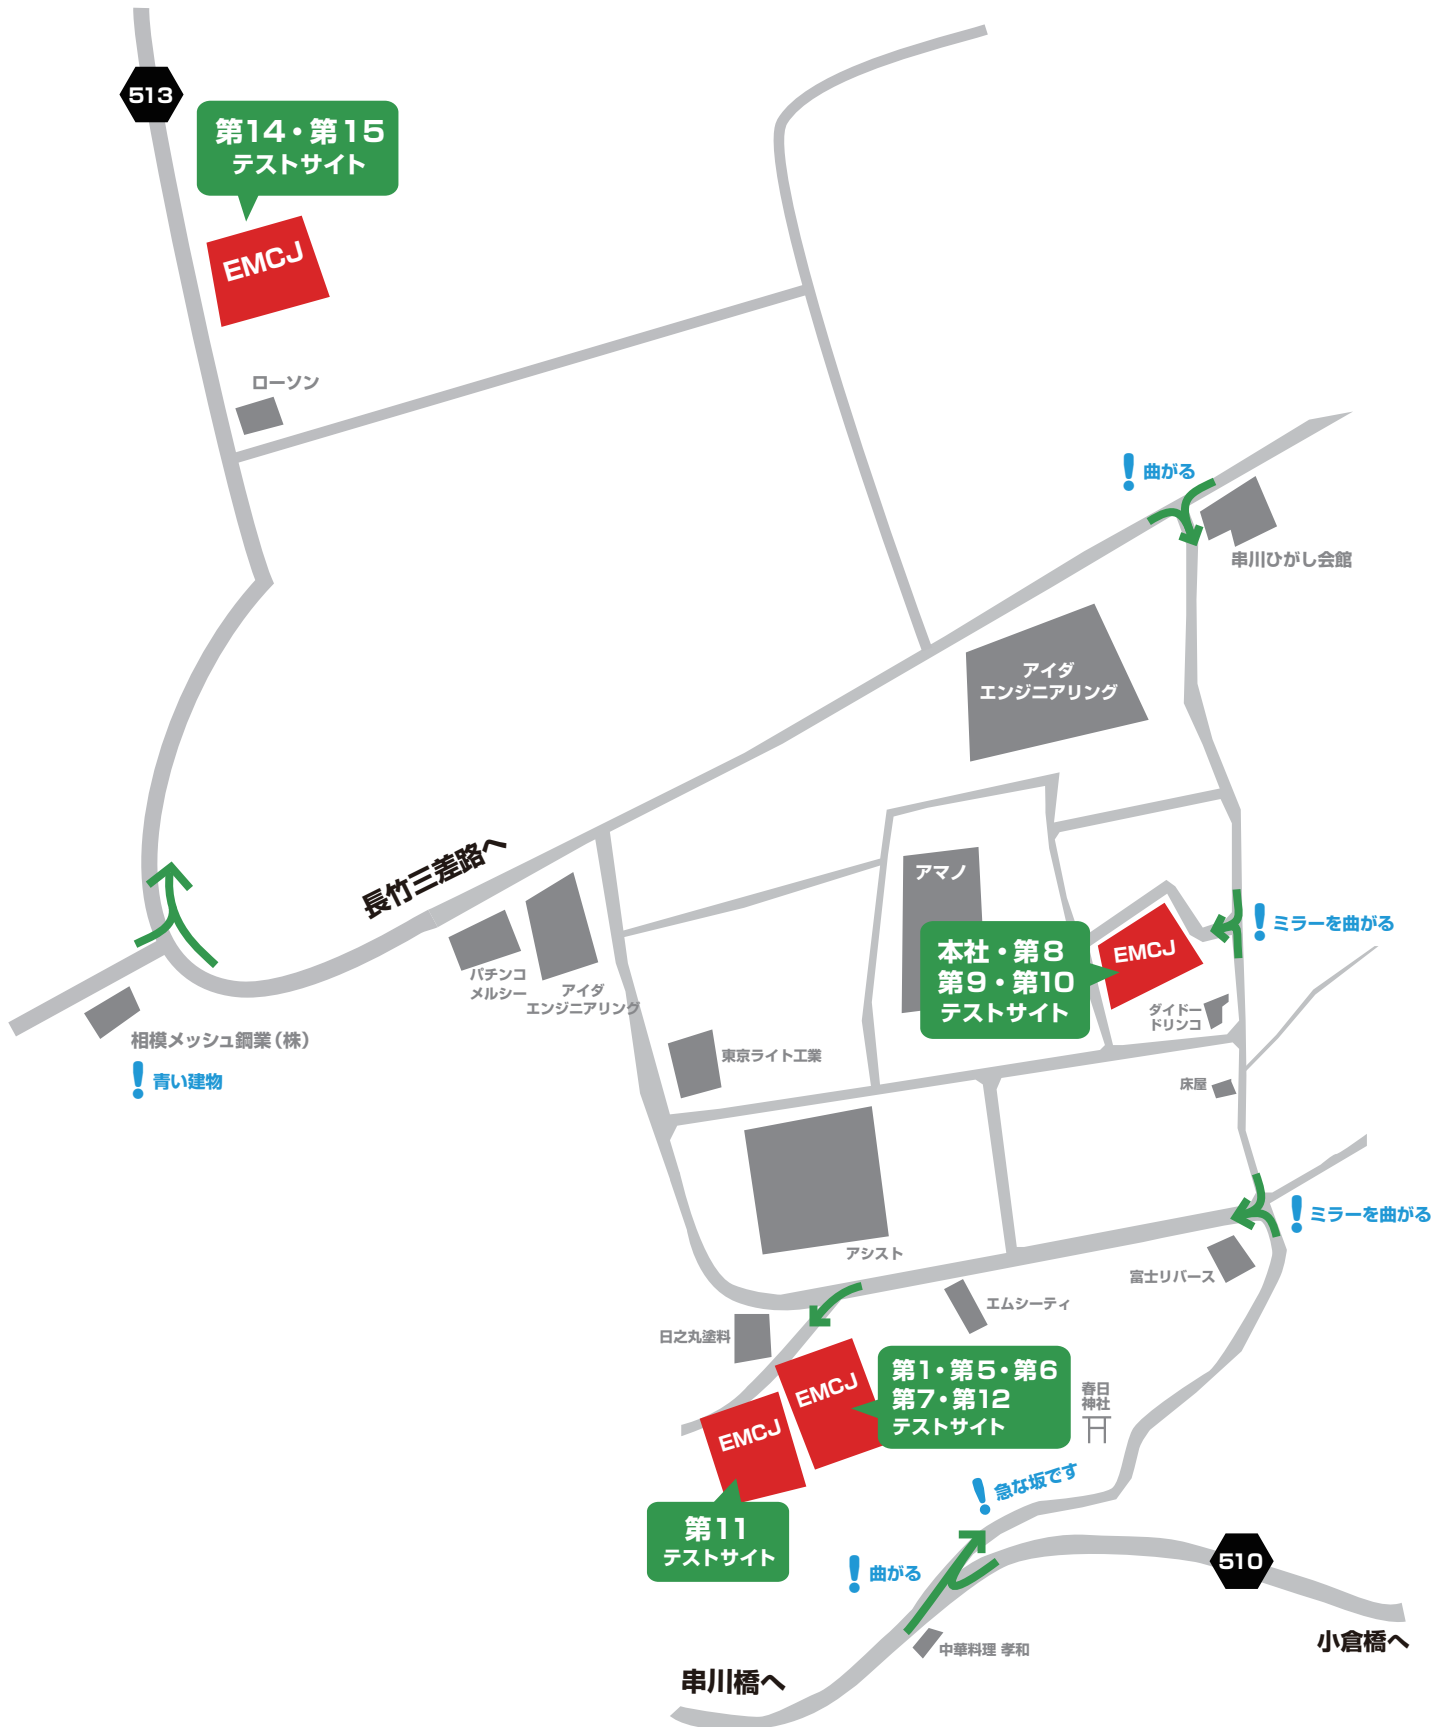 513
第14・第15
テストサイト
EMCJ
ローソン
曲がる
串川ひがし会館
アイダ
エンジニアリング
長竹三差路へ
アマノ
パチンコ
メルシー
アイダ
エンジニアリング
本社・第8
第9・第10
テストサイト
EMCJ
ミラーを曲がる
ダイドー
ドリンコ
相模メッシュ鋼業(株)
青い建物
東京ライト工業
床屋
アシスト
ミラーを曲がる
富士リバース
エムシーティ
日之丸塗料
EMCJ
第1・第5・第6
第7・第12
テストサイト
春日
神社
EMCJ
第11
テストサイト
急な坂です
曲がる
510
中華料理 孝和
小倉橋へ
串川橋へ